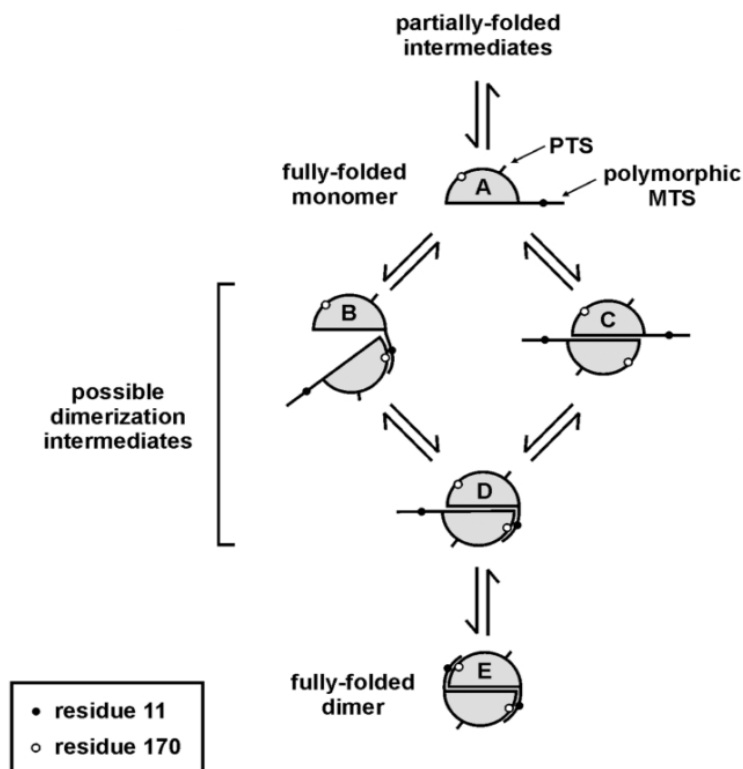 partially-folded
intermediates
PTS
fully-folded
monomer
A
polymorphic
MTS
B
C
possible
dimerization
intermediates
D
fully-folded
dimer
E
residue 11
residue 170